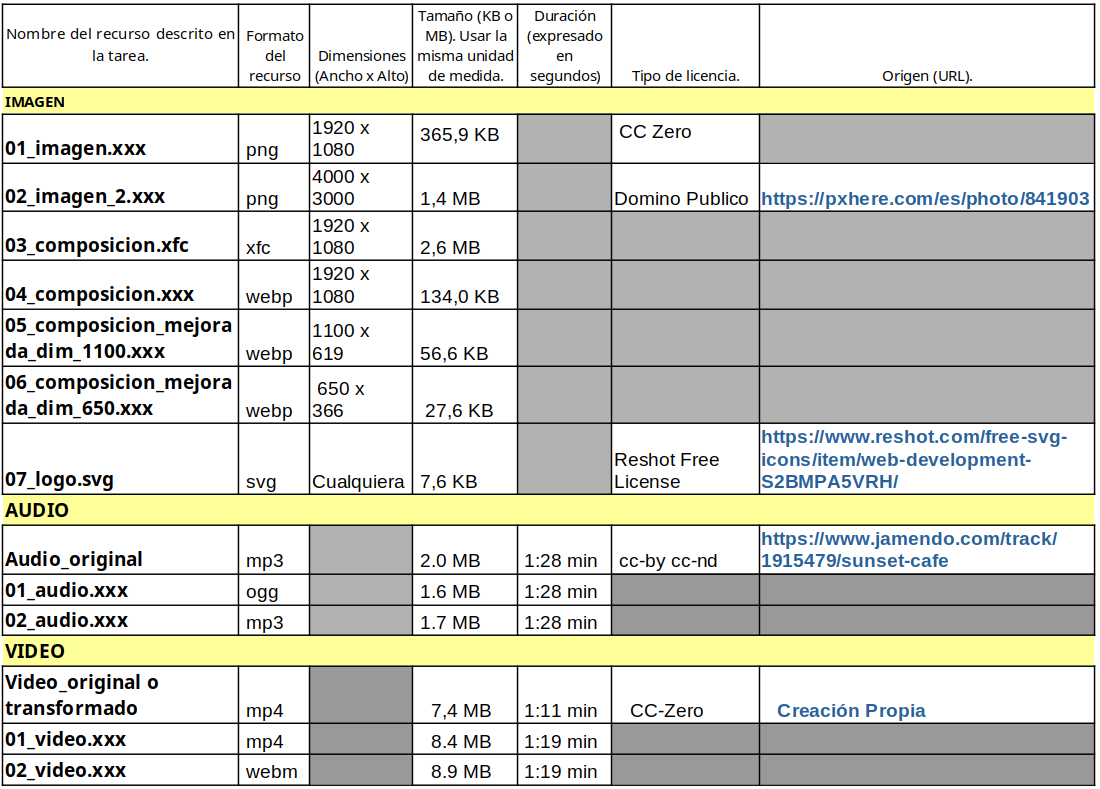 Nombre del recurso descrito en la tarea. Formato del recurso Dimensiones (Ancho x Alto) Tamaño (KB o MB). Usar la misma unidad de medida. Duración (expresado en segundos) Tipo de licencia. Origen (URL).
IMAGEN
01_imagen.xxx png 1920 x 1080 365,9 KB CC Zero
02_imagen_2.xxx png 4000 x 3000 1,4 MB Domino Publico https://pxhere.com/es/photo/841903
03_composicion.xfc xfc 1920 x 1080 2,6 MB
04_composicion.xxx webp 1920 x 1080 134,0 KB
05_composicion_mejorada_dim_1100.xxx webp 1100 x 619 56,6 KB
06_composicion_mejorada_dim_650.xxx webp 650 x 366 27,6 KB
07_logo.svg svg Cualquiera 7,6 KB Reshot Free License https://www.reshot.com/free-svg-icons/item/web-development-S2BMPA5VRH/
AUDIO
Audio_original mp3 2.0 MB 1:28 min cc-by cc-nd https://www.jamendo.com/track/1915479/sunset-cafe
01_audio.xxx ogg 1.6 MB 1:28 min
02_audio.xxx mp3 1.7 MB 1:28 min
VIDEO
Video_original o transformado mp4 7,4 MB 1:11 min CC-Zero Creación Propia
01_video.xxx mp4 8.4 MB 1:19 min
02_video.xxx webm 8.9 MB 1:19 min